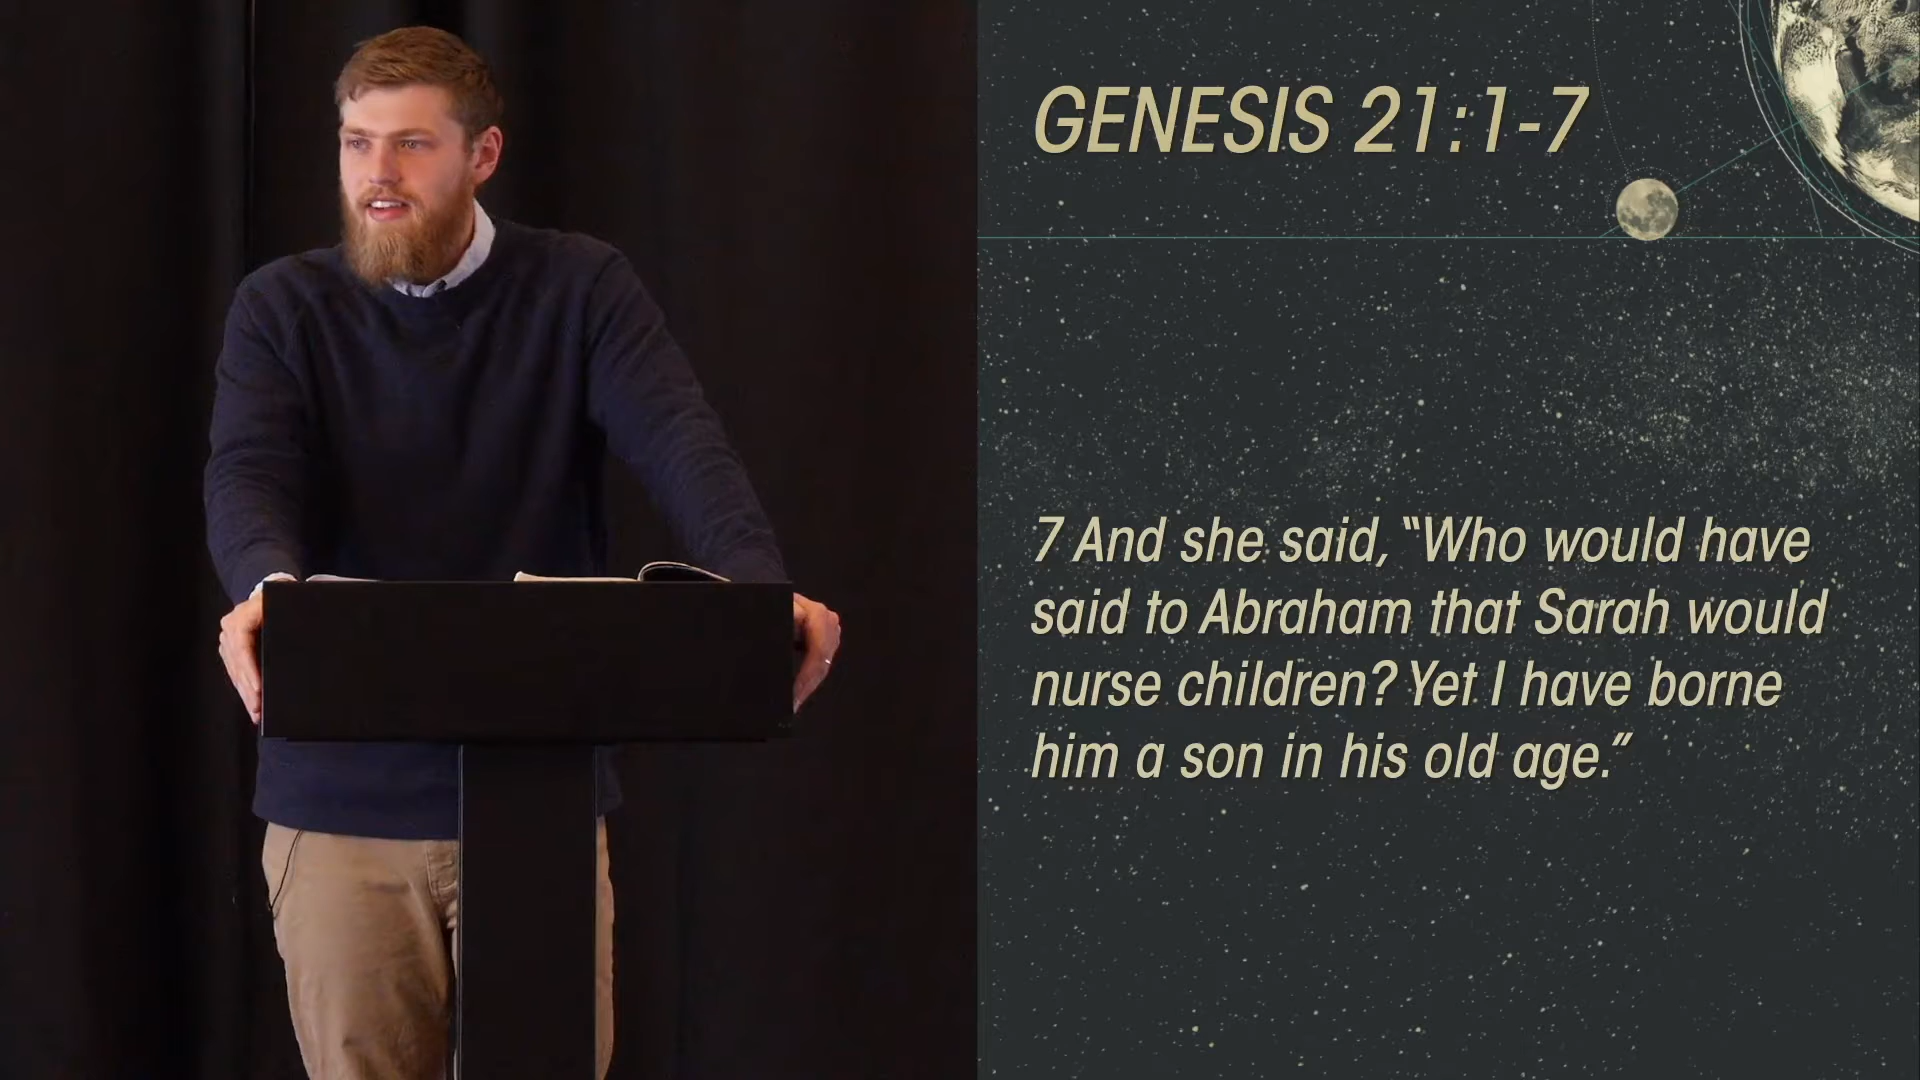 GENESIS 21:1-7
7 And she said, “Who would have
said to Abraham that Sarah would
nurse children? Yet I have borne
him a son in his old age.”